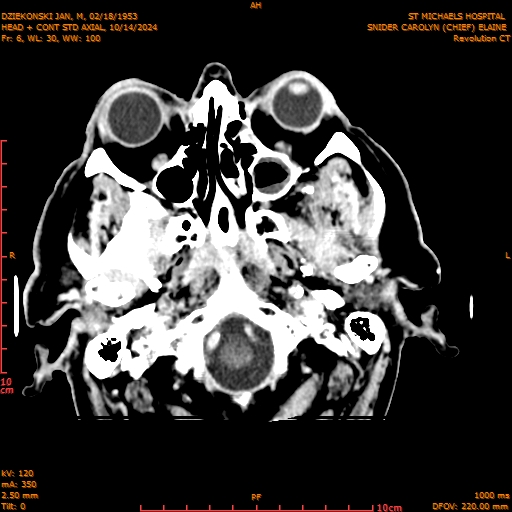 AH
DZIEKONSKI JAN, M, 02/18/1953
HEAD + CONT STD AXIAL, 10/14/2024
Fr: 6, WL: 30, WW: 100
ST MICHAELS HOSPITAL
SNIDER CAROLYN (CHIEF) ELAINE
Revolution CT
R
L
10
cm
kV: 120
mA: 350
2.50 mm
Tilt: 0
PF
10cm
1000 ms
DFOV: 220.00 mm